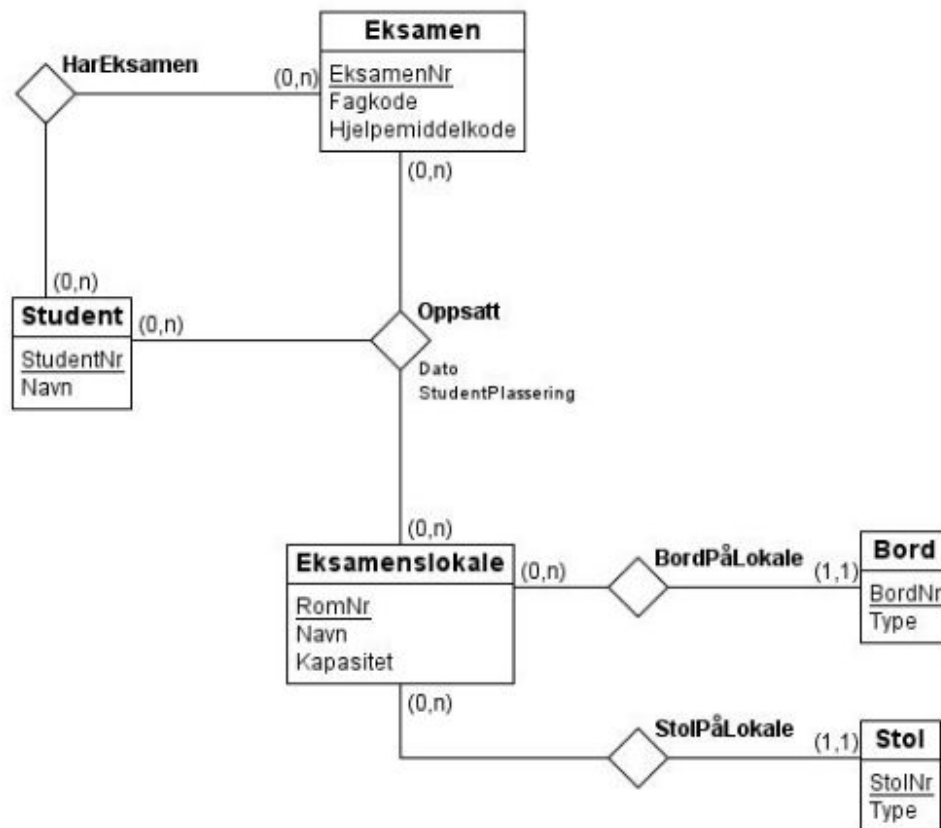 Eksamen
EksamenNr
Fagkode
Hjelpemiddelkode
HarEksamen
(0,n)
(0,n)
(0,n)
Student
StudentNr
Navn
(0,n)
Oppsatt
Dato
StudentPlassering
(0,n)
Eksamenslokale
RomNr
Navn
Kapasitet
(0,n)
BordPåLokale
(1,1)
Bord
BordNr
Type
(0,n)
StolPåLokale
(1,1)
Stol
StolNr
Type